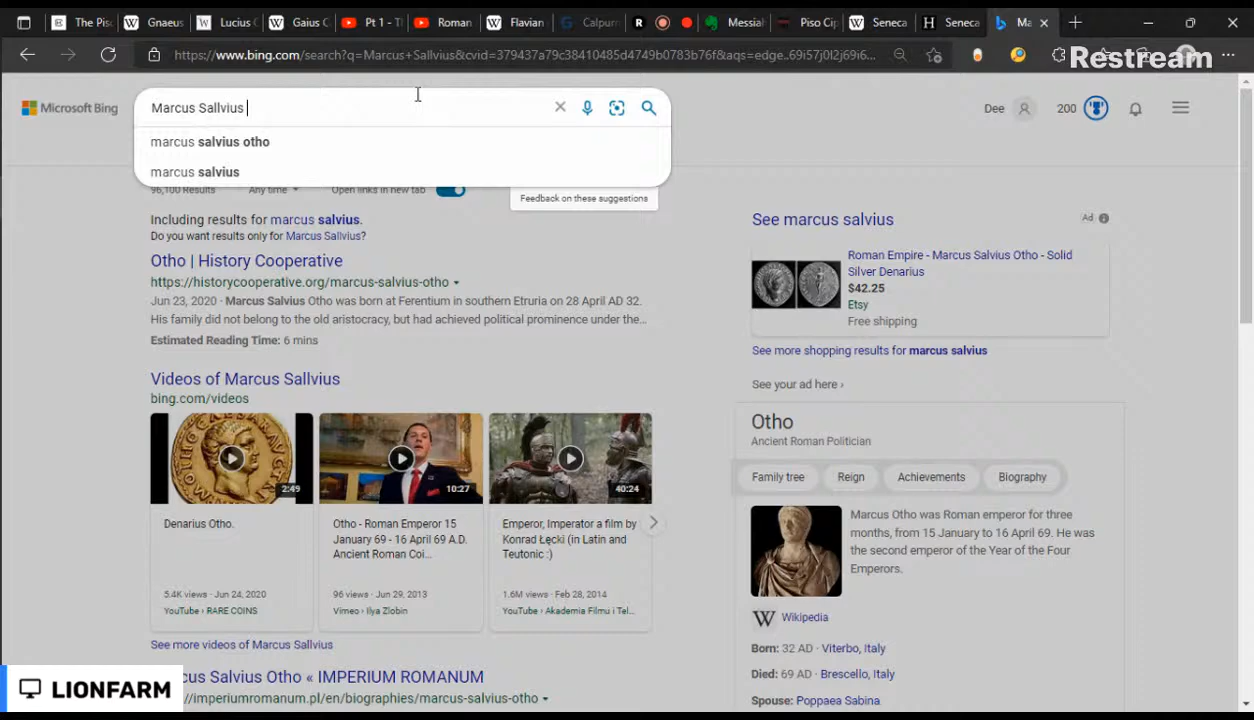 The Pisc
Gnaeus
Lucius C
Gaius C
Pt 1 - Th
Roman
Flavian
Calpurn
Messiah
Piso Cip
Seneca
Seneca
Ma
https://www.bing.com/search?q=Marcus+Sallvius&cvid=379437a79c38410485d4749b0783b76f&aqs=edge..69i57j0l2j69i65...
Restream
Microsoft Bing
Marcus Sallvius
Dee
200
marcus salvius otho
marcus salvius
96,100 Results
Any time
Open links in new tab
Feedback on these suggestions
Including results for marcus salvius.
Do you want results only for Marcus Sallvius?
Otho | History Cooperative
https://historycooperative.org/marcus-salvius-otho
Jun 23, 2020 · Marcus Salvius Otho was born at Ferentium in southern Etruria on 28 April AD 32.
His family did not belong to the old aristocracy, but had achieved political prominence under the...
Estimated Reading Time: 6 mins
Videos of Marcus Sallvius
bing.com/videos
2:49
10:27
40:24
Denarius Otho.
Otho - Roman Emperor 15
January 69 - 16 April 69 A.D.
Ancient Roman Coi...
Emperor, Imperator a film by
Konrad Łęcki (in Latin and
Teutonic :)
5.4K views · Jun 24, 2020
YouTube › RARE COINS
96 views · Jun 29, 2013
Vimeo › Ilya Zlobin
1.6M views · Feb 28, 2014
YouTube › Akademia Filmu i Tel...
See more videos of Marcus Sallvius
cus Salvius Otho « IMPERIUM ROMANUM
//imperiumromanum.pl/en/biographies/marcus-salvius-otho
See marcus salvius
Ad
Roman Empire - Marcus Salvius Otho - Solid
Silver Denarius
$42.25
Etsy
Free shipping
See more shopping results for marcus salvius
See your ad here ›
Otho
Ancient Roman Politician
Family tree
Reign
Achievements
Biography
Marcus Otho was Roman emperor for three
months, from 15 January to 16 April 69. He was
the second emperor of the Year of the Four
Emperors.
Wikipedia
Born: 32 AD · Viterbo, Italy
Died: 69 AD · Brescello, Italy
Spouse: Poppaea Sabina
LIONFARM